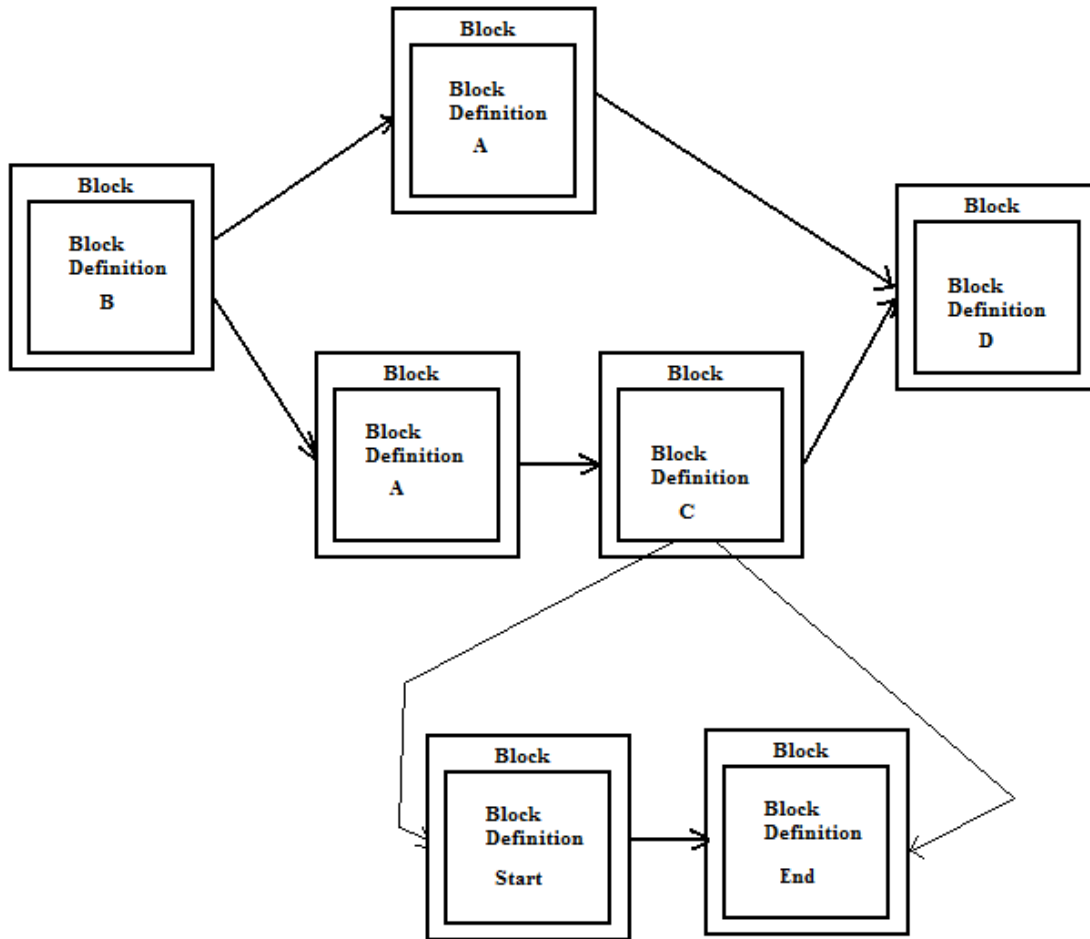 Block
Block
Definition
A
Block
Block
Definition
B
Block
Block
Definition
D
Block
Block
Definition
A
Block
Block
Definition
C
Block
Block
Definition
Start
Block
Block
Definition
End